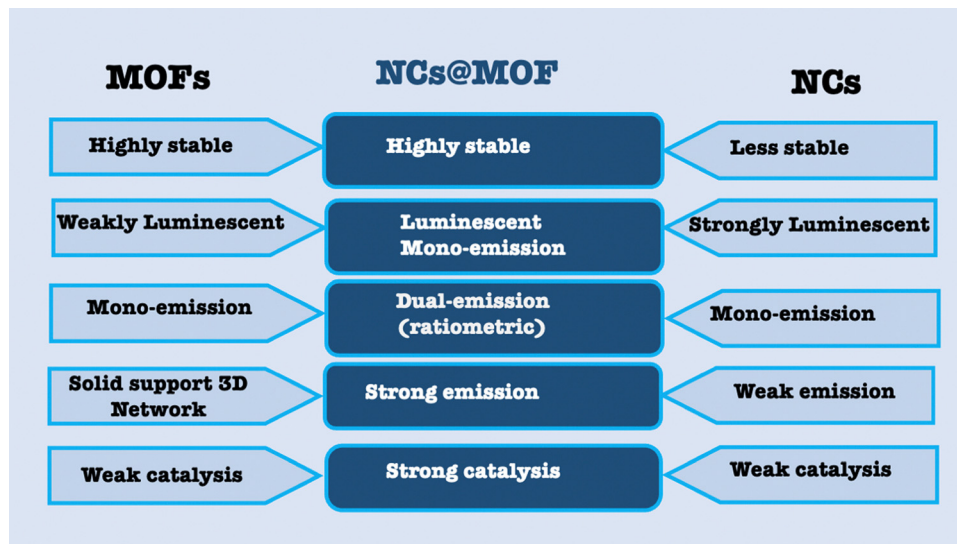 MOFs
NCs@MOF
NCs
Highly stable
Highly stable
Less stable
Weakly Luminescent
Luminescent
Mono-emission
Strongly Luminescent
Mono-emission
Dual-emission
(ratiometric)
Mono-emission
Solid support 3D
Network
Strong emission
Weak emission
Weak catalysis
Strong catalysis
Weak catalysis